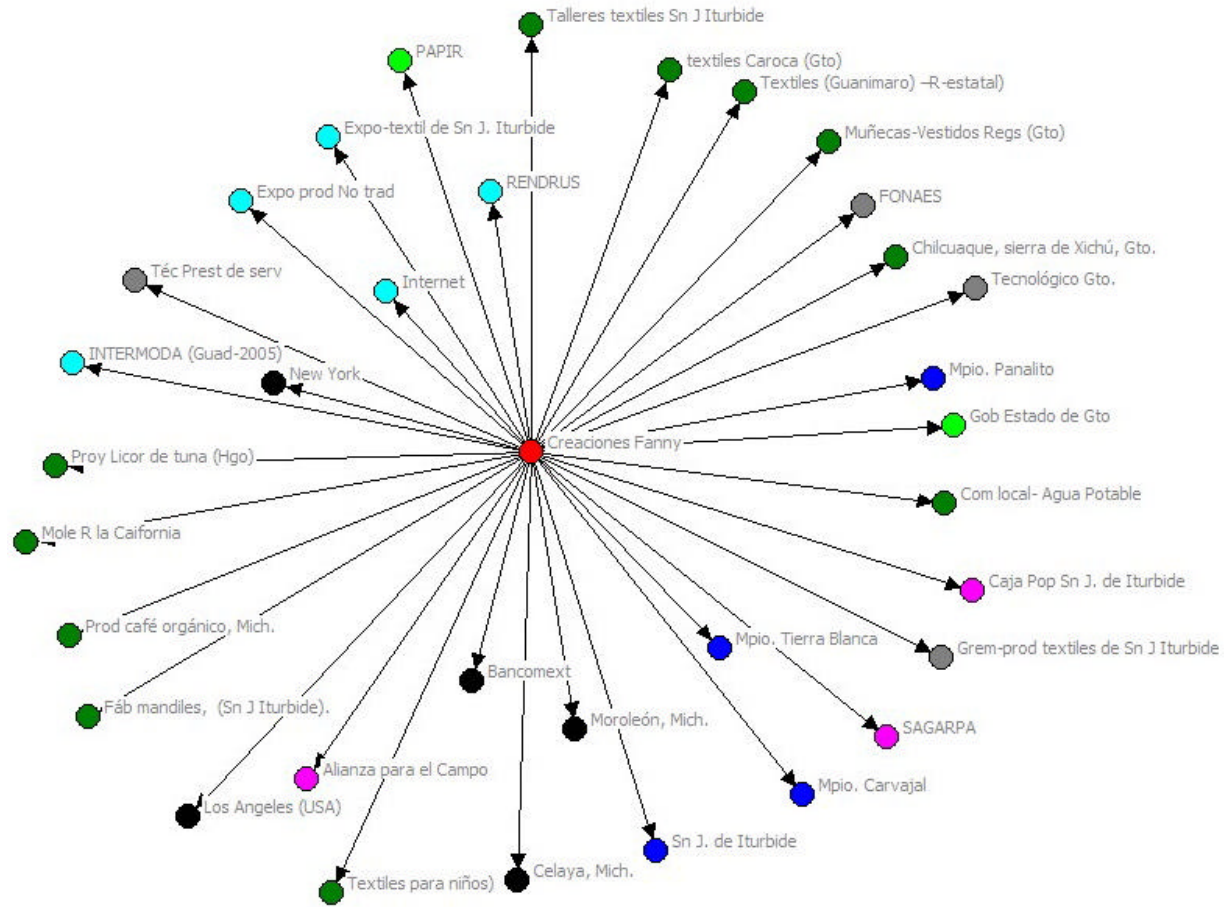 Talleres textiles Sn J Iturbide
PAPIR
textiles Caroca (Gto)
Textiles (Guanimaro) –R-estatal)
Expo-textil de Sn J. Iturbide
Muñecas-Vestidos Regs (Gto)
RENDRUS
Expo prod No trad
FONAES
Chilcuaque, sierra de Xichú, Gto.
Téc Prest de serv
Internet
Tecnológico Gto.
INTERMODA (Guad-2005)
New York
Mpio. Panalito
Gob Estado de Gto
Creaciones Fanny
Proy Licor de tuna (Hgo)
Com local- Agua Potable
Mole R la Caifornia
Caja Pop Sn J. de Iturbide
Prod café orgánico, Mich.
Mpio. Tierra Blanca
Grem-prod textiles de Sn J Iturbide
Bancomext
Fáb mandiles,  (Sn J Iturbide).
Moroleón, Mich.
SAGARPA
Alianza para el Campo
Mpio. Carvajal
Los Angeles (USA)
Sn J. de Iturbide
Textiles para niños)
Celaya, Mich.